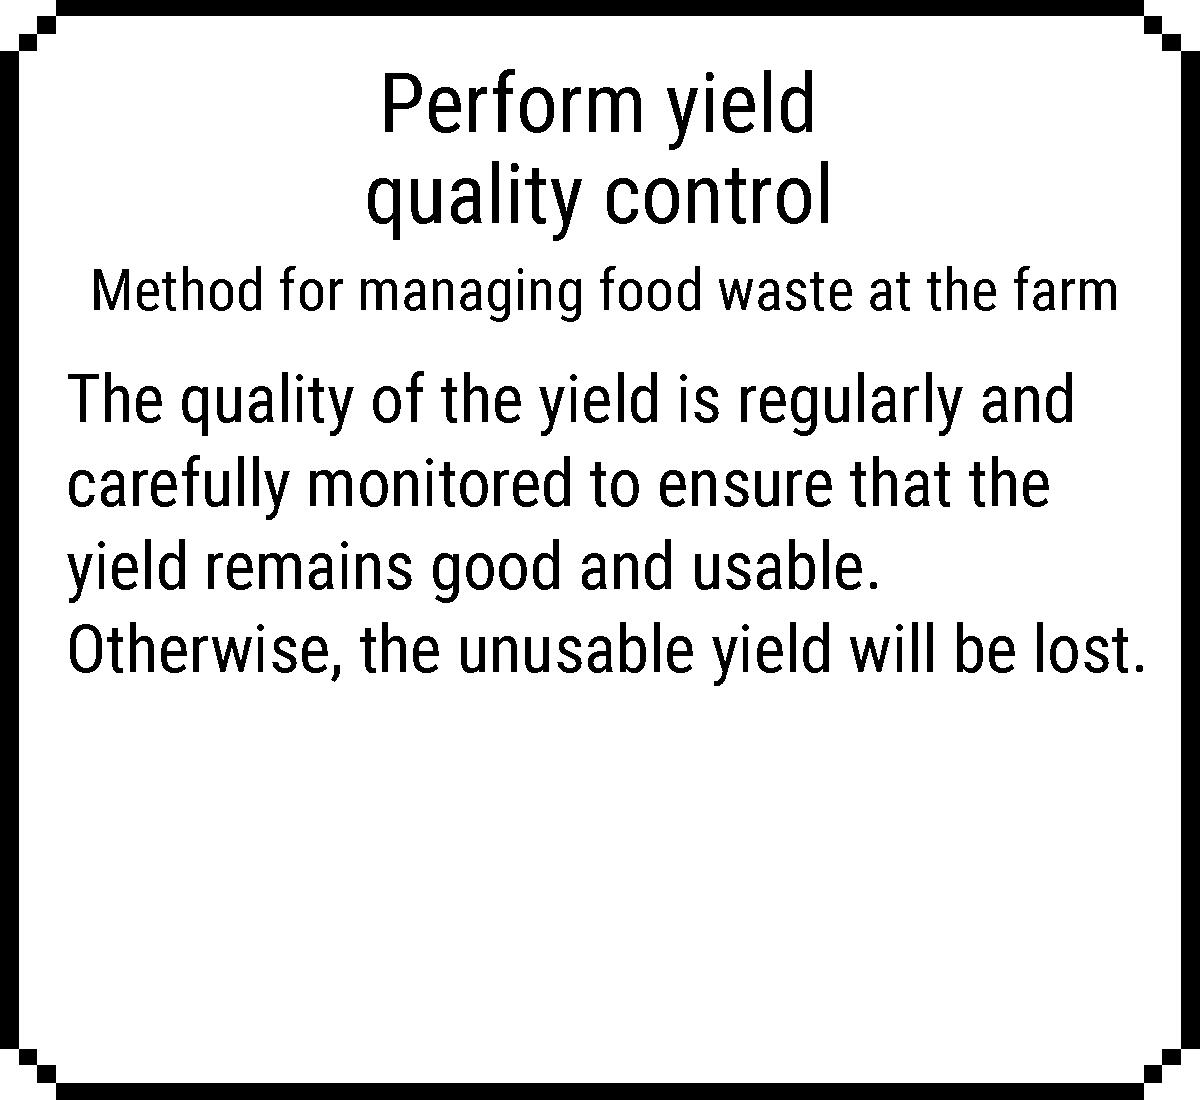 Perform yield
quality control
Method for managing food waste at the farm
The quality of the yield is regularly and
carefully monitored to ensure that the
yield remains good and usable.
Otherwise, the unusable yield will be lost.